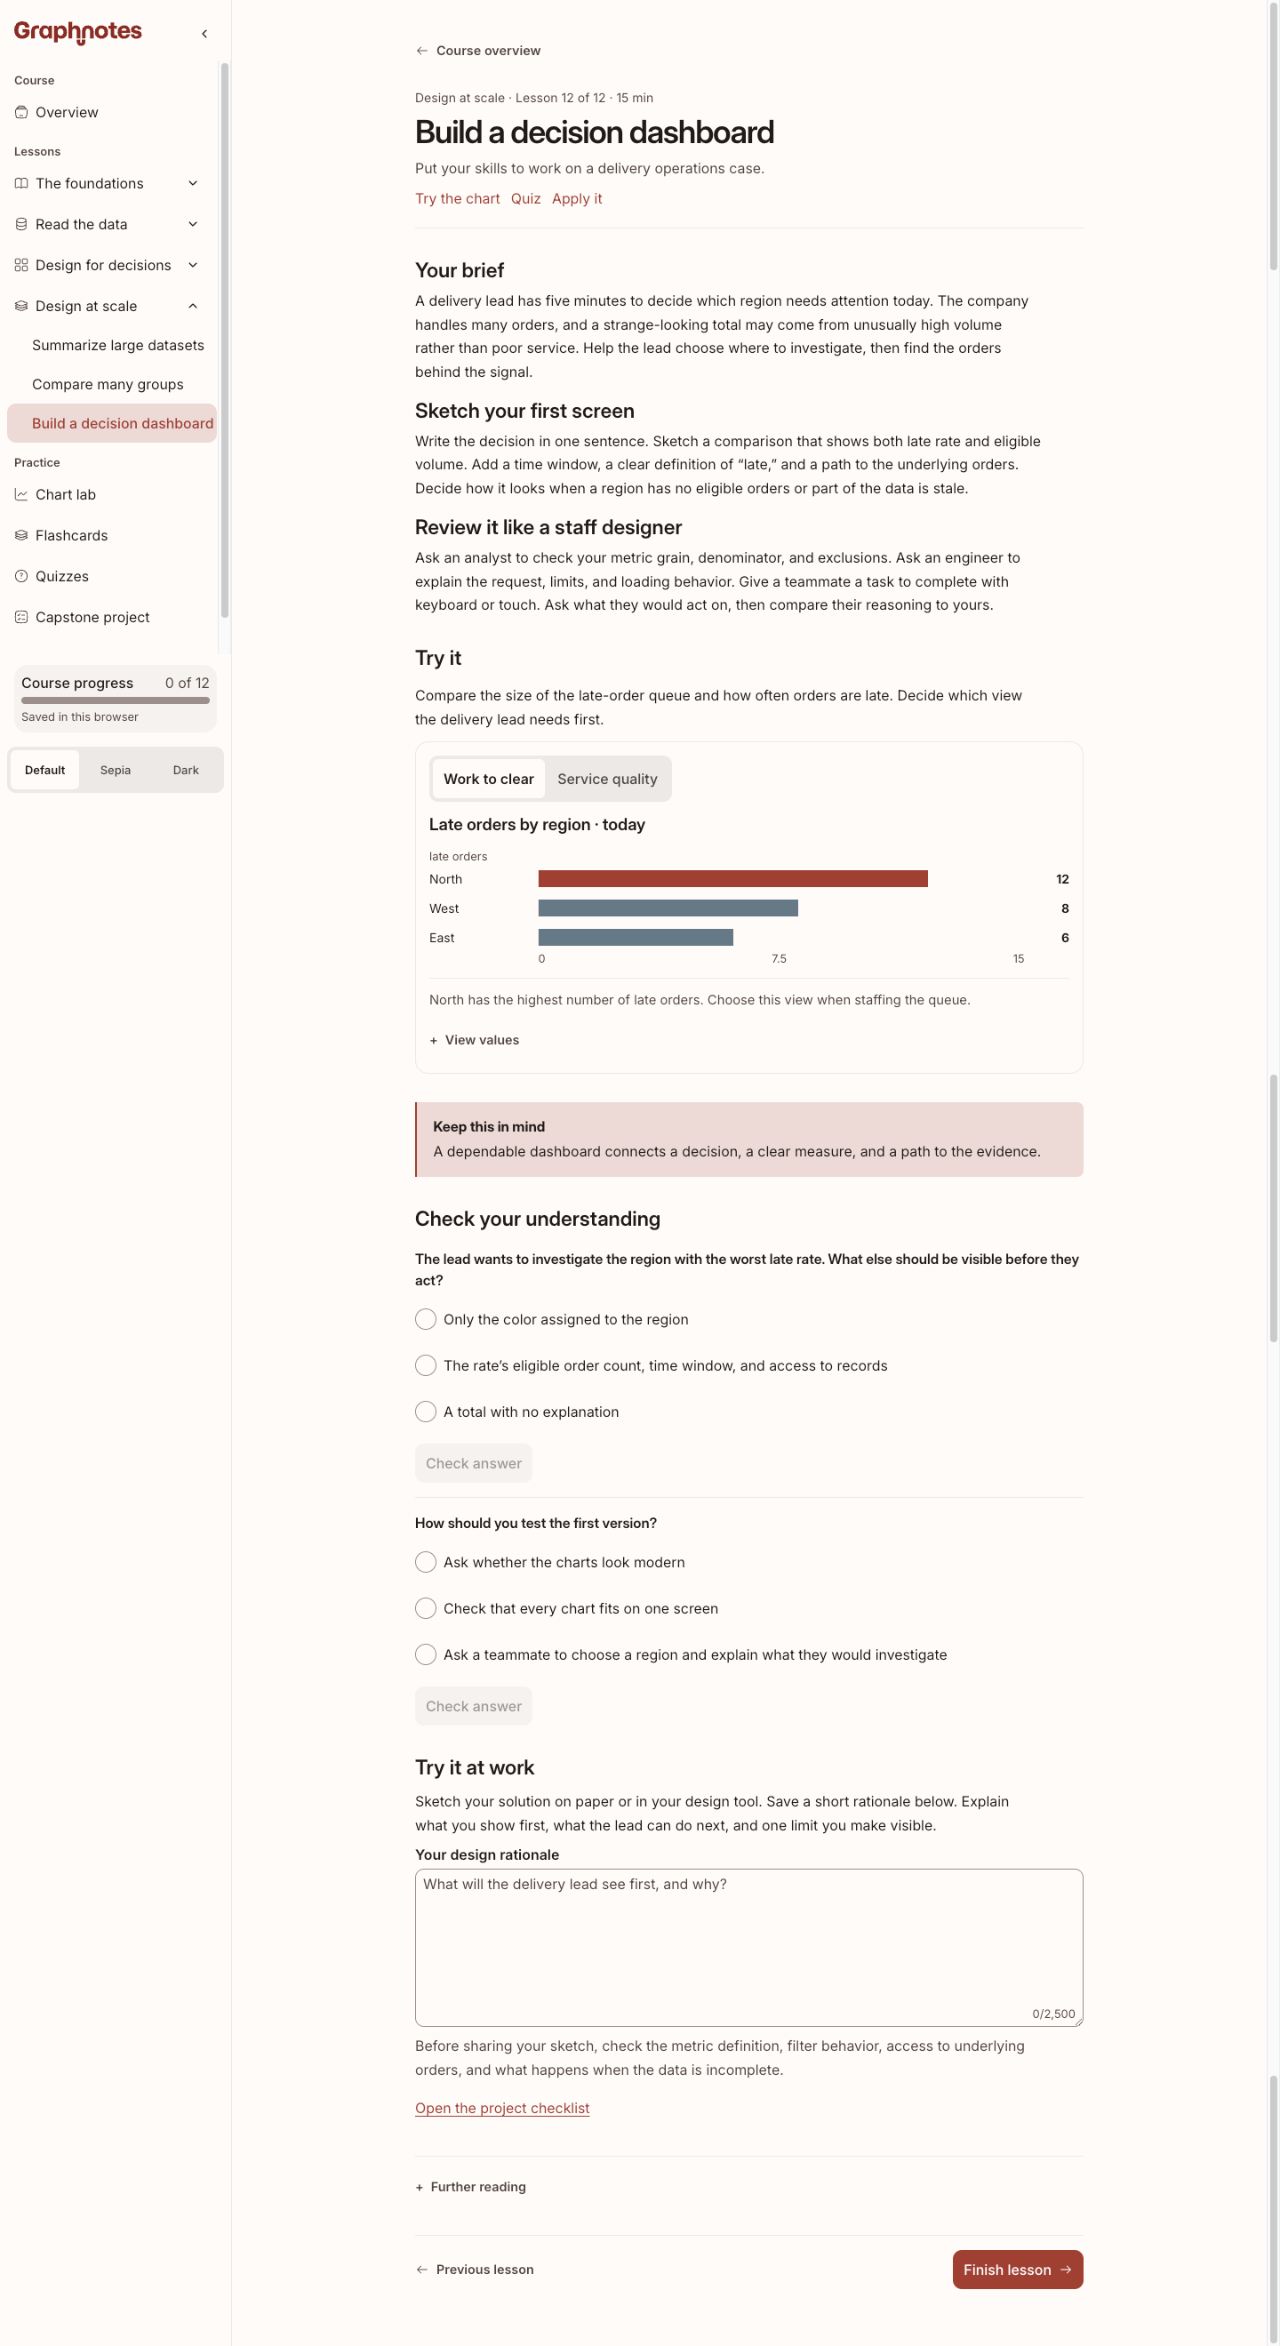 Graphnotes
Course
Overview
Lessons
The foundations
Read the data
Design for decisions
Design at scale
Summarize large datasets
Compare many groups
Build a decision dashboard
Practice
Chart lab
Flashcards
Quizzes
Capstone project
Course progress 0 of 12
Saved in this browser
Default Sepia Dark
← Course overview
Design at scale · Lesson 12 of 12 · 15 min
Build a decision dashboard
Put your skills to work on a delivery operations case.
Try the chart Quiz Apply it
Your brief
A delivery lead has five minutes to decide which region needs attention today. The company
handles many orders, and a strange-looking total may come from unusually high volume
rather than poor service. Help the lead choose where to investigate, then find the orders
behind the signal.
Sketch your first screen
Write the decision in one sentence. Sketch a comparison that shows both late rate and eligible
volume. Add a time window, a clear definition of “late,” and a path to the underlying orders.
Decide how it looks when a region has no eligible orders or part of the data is stale.
Review it like a staff designer
Ask an analyst to check your metric grain, denominator, and exclusions. Ask an engineer to
explain the request, limits, and loading behavior. Give a teammate a task to complete with
keyboard or touch. Ask what they would act on, then compare their reasoning to yours.
Try it
Compare the size of the late-order queue and how often orders are late. Decide which view
the delivery lead needs first.
Work to clear Service quality
Late orders by region · today
late orders
North 12
West 8
East 6
0 7.5 15
North has the highest number of late orders. Choose this view when staffing the queue.
+ View values
Keep this in mind
A dependable dashboard connects a decision, a clear measure, and a path to the evidence.
Check your understanding
The lead wants to investigate the region with the worst late rate. What else should be visible before they
act?
Only the color assigned to the region
The rate’s eligible order count, time window, and access to records
A total with no explanation
Check answer
How should you test the first version?
Ask whether the charts look modern
Check that every chart fits on one screen
Ask a teammate to choose a region and explain what they would investigate
Check answer
Try it at work
Sketch your solution on paper or in your design tool. Save a short rationale below. Explain
what you show first, what the lead can do next, and one limit you make visible.
Your design rationale
What will the delivery lead see first, and why?
0/2,500
Before sharing your sketch, check the metric definition, filter behavior, access to underlying
orders, and what happens when the data is incomplete.
Open the project checklist
+ Further reading
← Previous lesson
Finish lesson →